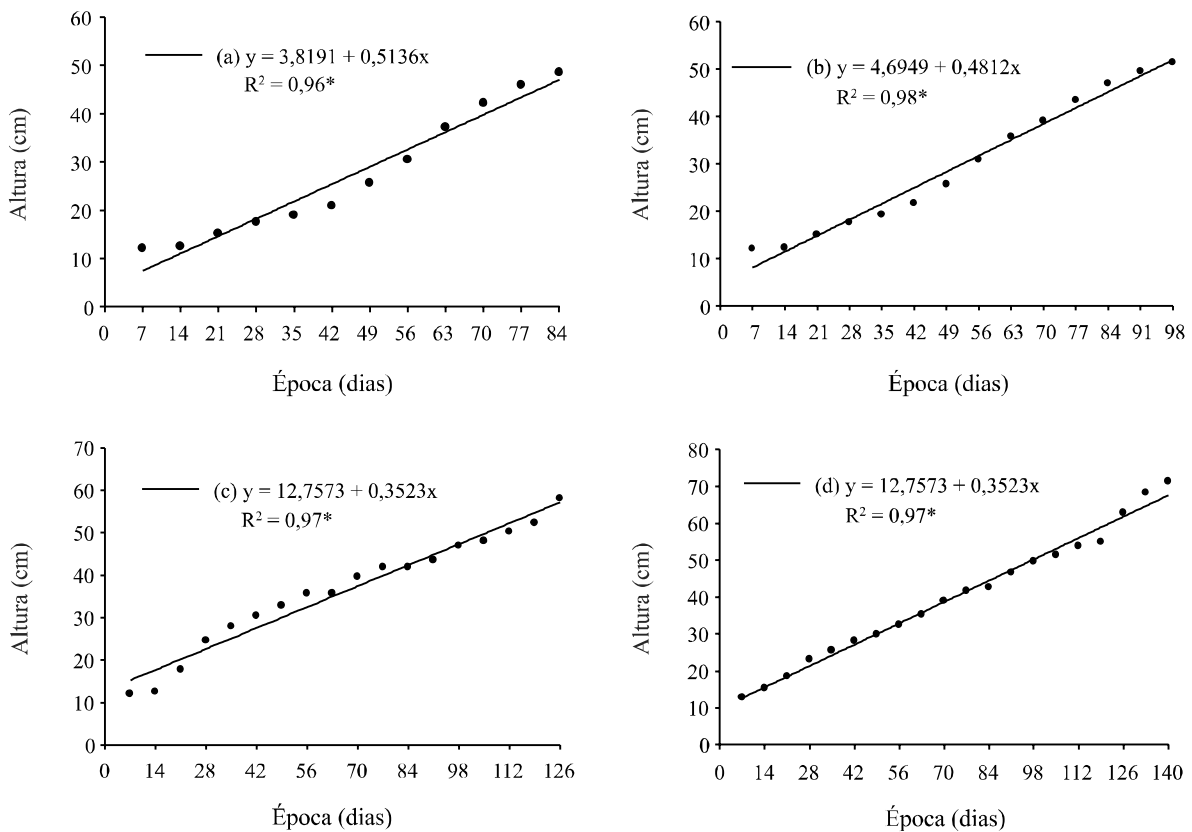 60
50
40
30
20
10
0
Altura (cm)
(a) y = 3,8191 + 0,5136x
R² = 0,96*
0 7 14 21 28 35 42 49 56 63 70 77 84
Época (dias)
60
50
40
30
20
10
0
Altura (cm)
(b) y = 4,6949 + 0,4812x
R² = 0,98*
0 7 14 21 28 35 42 49 56 63 70 77 84 91 98
Época (dias)
70
60
50
40
30
20
10
0
Altura (cm)
(c) y = 12,7573 + 0,3523x
R² = 0,97*
0 14 28 42 56 70 84 98 112 126
Época (dias)
80
70
60
50
40
30
20
10
0
Altura (cm)
(d) y = 12,7573 + 0,3523x
R² = 0,97*
0 14 28 42 56 70 84 98 112 126 140
Época (dias)